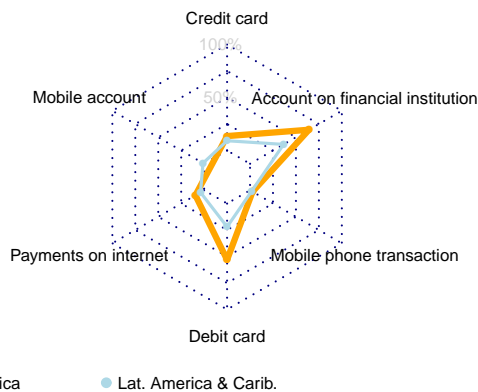 Credit card
100%
Mobile account
50%
Account on financial institution
Payments on internet
Mobile phone transaction
Debit card
ica
Lat. America & Carib.